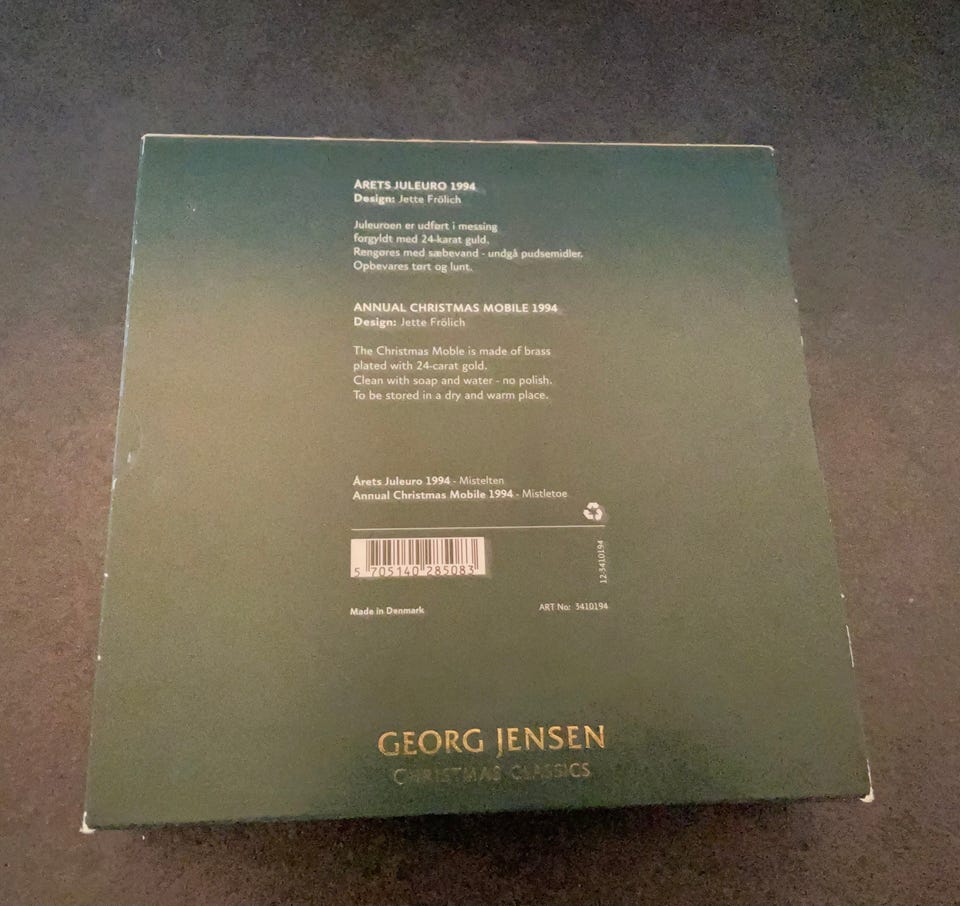 ÅRETS JULEURO 1994
Design: Jette Frölich
Juleuroen er udført i messing
forgyldt med 24-karat guld.
Rengøres med sæbevand - undgå pudsemidler.
Opbevares tørt og lunt.
ANNUAL CHRISTMAS MOBILE 1994
Design: Jette Frölich
The Christmas Moble is made of brass
plated with 24-carat gold.
Clean with soap and water - no polish.
To be stored in a dry and warm place.
Årets Juleuro 1994 - Mistelten
Annual Christmas Mobile 1994 - Mistletoe
5 705140 285083
12-3410194
Made in Denmark
ART No: 3410194
GEORG JENSEN
CHRISTMAS CLASSICS